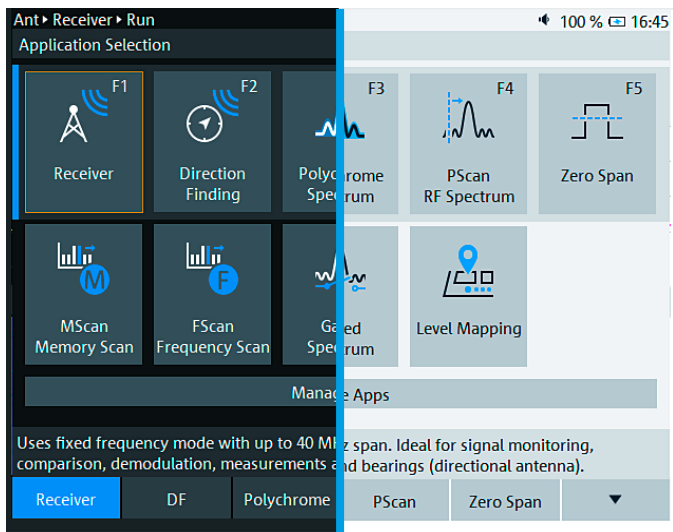 Ant ‣ Receiver ‣ Run 100 % 16:45
Application Selection
F1 F2 F3 F4 F5
Receiver
Direction
Finding
Polychrome
Spectrum
PScan
RF Spectrum
Zero Span
M F
MScan
Memory Scan
FScan
Frequency Scan
Gated
Spectrum
Level Mapping
Manage Apps
Uses fixed frequency mode with up to 40 MHz span. Ideal for signal monitoring,
comparison, demodulation, measurements and bearings (directional antenna).
Receiver DF Polychrome PScan Zero Span